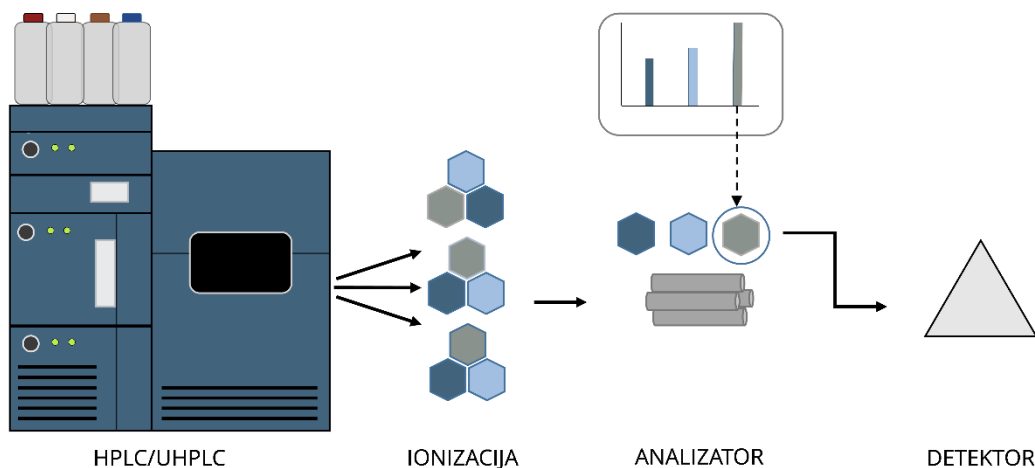 HPLC/UHPLC
IONIZACIJA
ANALIZATOR
DETEKTOR